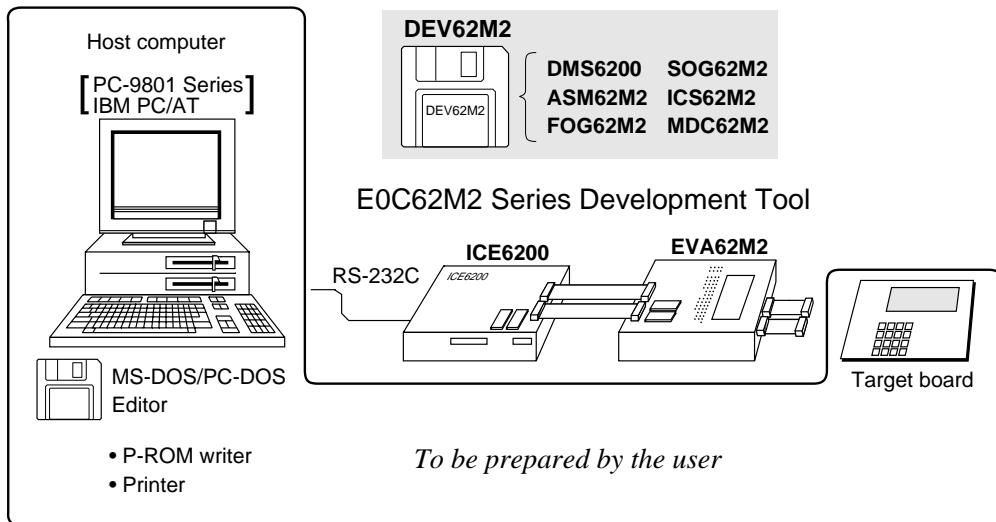 Host computer
[PC-9801 Series
IBM PC/AT]
DEV62M2
DEV62M2
DMS6200 SOG62M2
ASM62M2 ICS62M2
FOG62M2 MDC62M2
E0C62M2 Series Development Tool
RS-232C
ICE6200
ICE6200
EVA62M2
Target board
MS-DOS/PC-DOS
Editor
• P-ROM writer
• Printer
To be prepared by the user